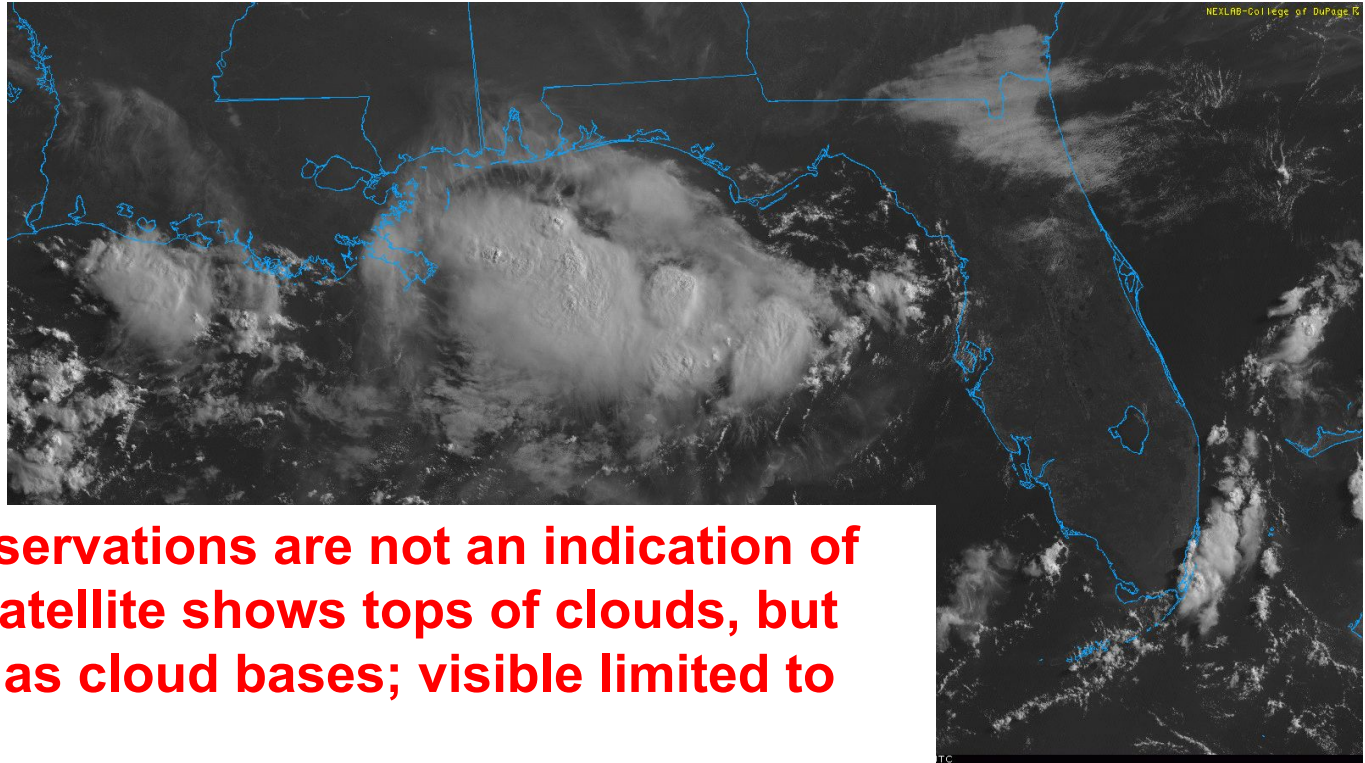 NEXLAB-College of DuPage
servations are not an indication of
atellite shows tops of clouds, but
as cloud bases; visible limited to
TC